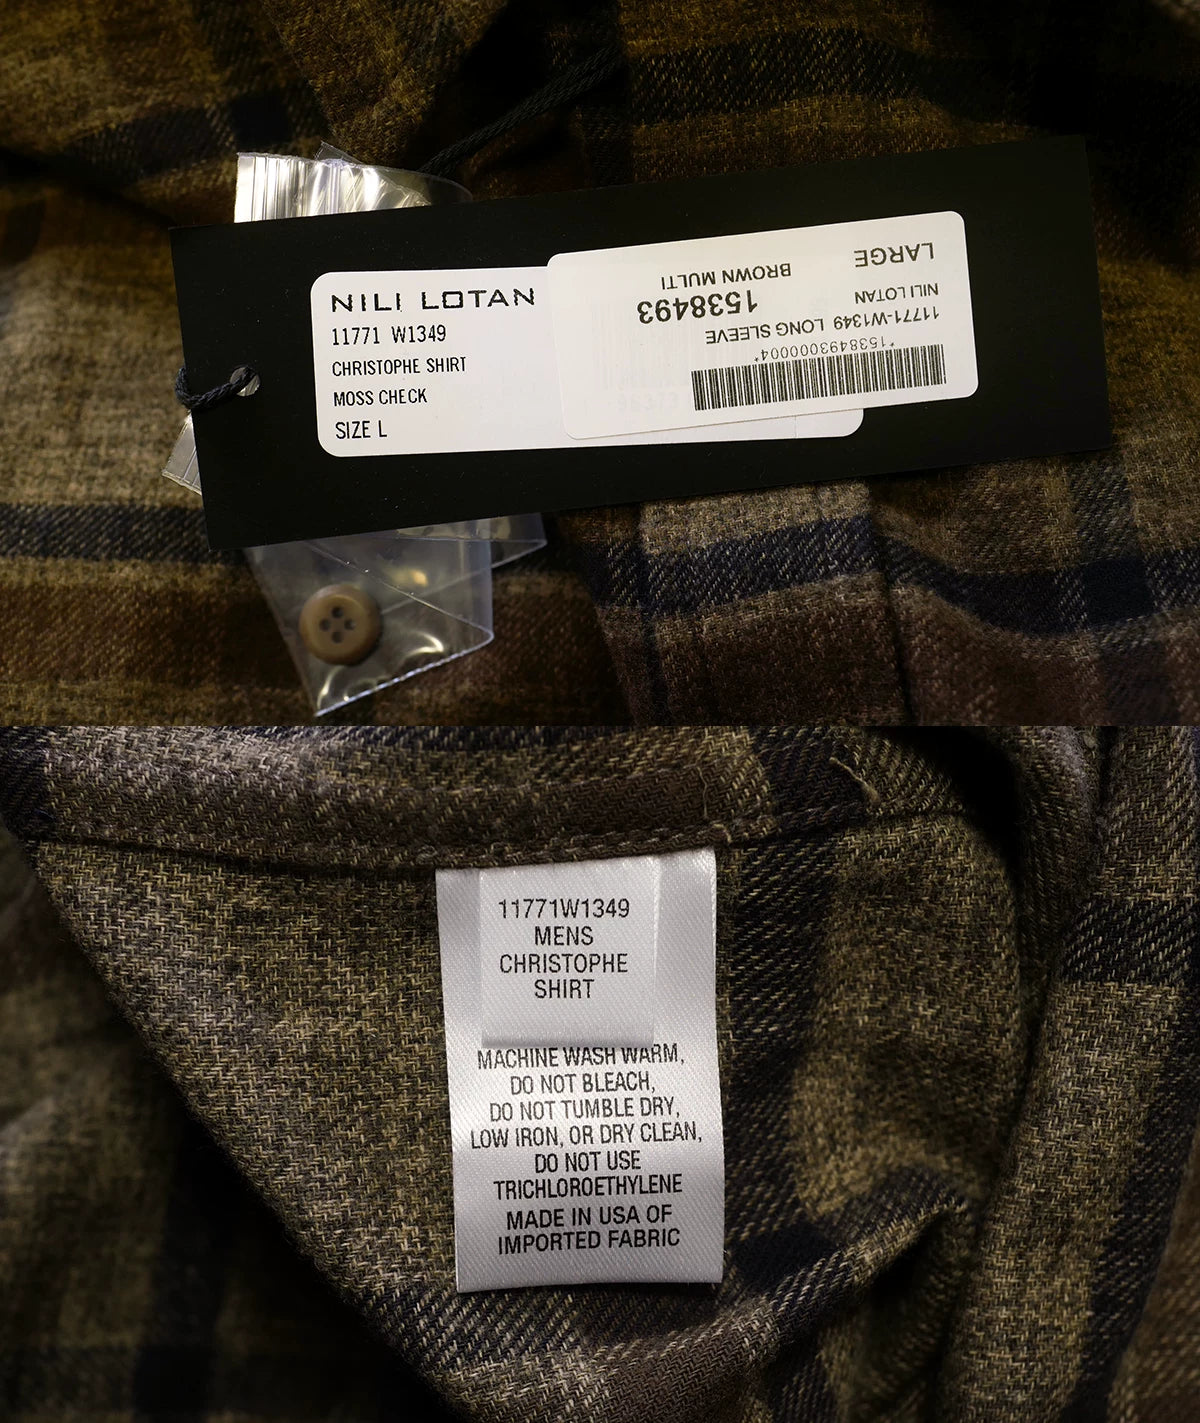 NILI LOTAN
11771 W1349
CHRISTOPHE SHIRT
MOSS CHECK
SIZE L
LARGE
BROWN MULTI
NILI LOTAN
1538493
11771-W1349 LONG SLEEVE
*1538493000004*
11771W1349
MENS
CHRISTOPHE
SHIRT
MACHINE WASH WARM,
DO NOT BLEACH,
DO NOT TUMBLE DRY,
LOW IRON, OR DRY CLEAN,
DO NOT USE
TRICHLOROETHYLENE
MADE IN USA OF
IMPORTED FABRIC